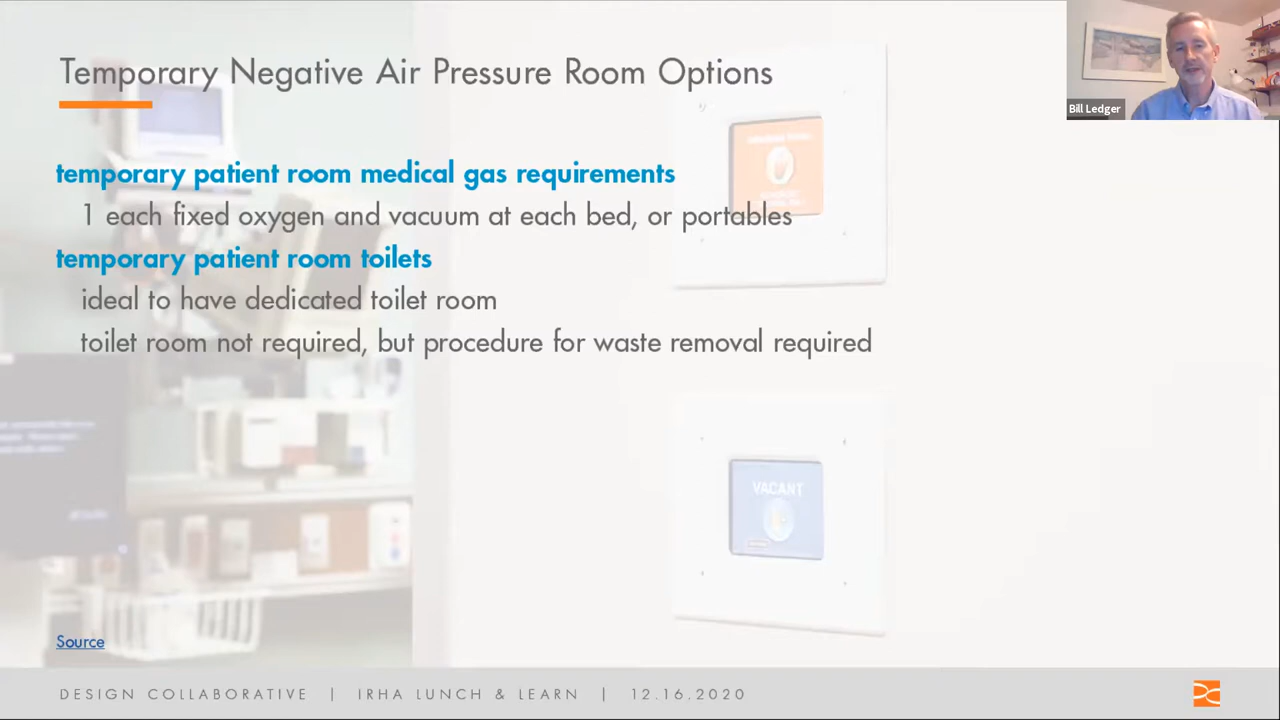 Temporary Negative Air Pressure Room Options
Bill Ledger
temporary patient room medical gas requirements
1 each fixed oxygen and vacuum at each bed, or portables
temporary patient room toilets
ideal to have dedicated toilet room
toilet room not required, but procedure for waste removal required
VACANT
Source
DESIGN COLLABORATIVE | IRHA LUNCH & LEARN | 12.16.2020